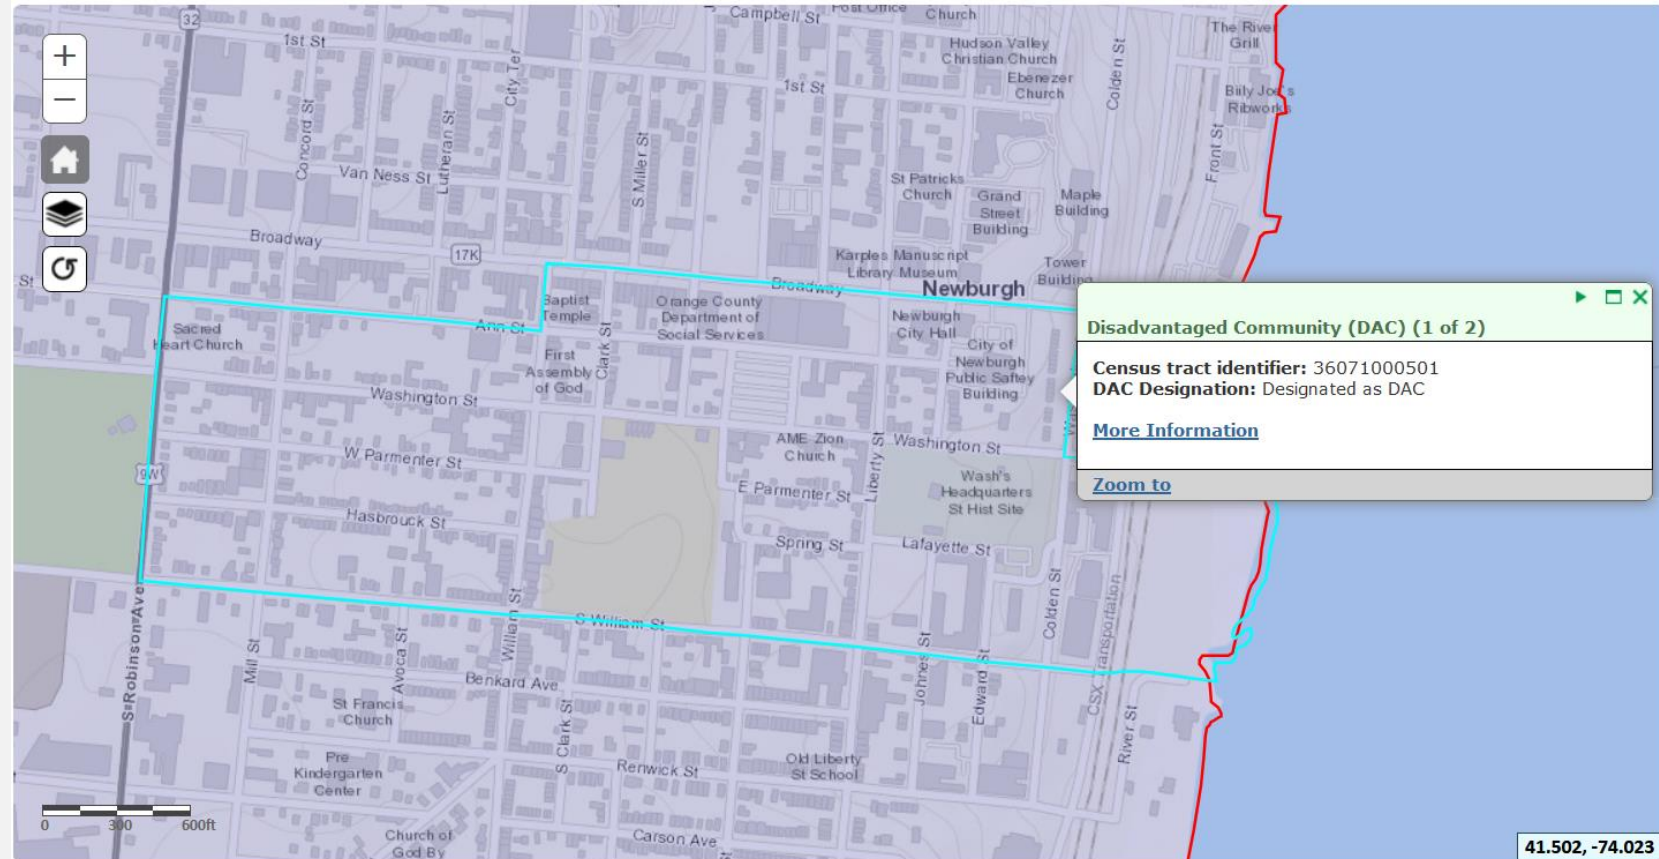 Campbell St
Post Office
Church
32
1st St
City Ter
Hudson Valley
Christian Church
Colden St
The River
Grill
Ebenezer
Church
1st St
Billy Joe's
Ribworks
Concord St
Lutheran St
S Miller St
Front St
Van Ness St
St Patricks
Church
Grand
Street
Building
Maple
Building
Broadway
17K
Karples Manuscript
Library Museum
Tower
Building
St
Broadway
Newburgh
Baptist
Temple
Orange County
Department of
Social Services
Newburgh
City Hall
Sacred
Heart Church
Ann St
Clark St
First
Assembly
of God
City of
Newburgh
Public Saftey
Building
Disadvantaged Community (DAC) (1 of 2)
Census tract identifier: 36071000501
DAC Designation: Designated as DAC
More Information
Zoom to
Washington St
AME Zion
Church
Liberty St
Washington St
W Parmenter St
9W
E Parmenter St
Wash's
Headquarters
St Hist Site
Hasbrouck St
Spring St
Lafayette St
William St
Colden St
CSX Transportation
S William St
S Robinson Ave
Mill St
Avoca St
Johnes St
Edward St
Benkard Ave
St Francis
Church
S Clark St
River St
Pre
Kindergarten
Center
Renwick St
Old Liberty
St School
0 300 600ft
Church of
God By
Carson Ave
41.502, -74.023